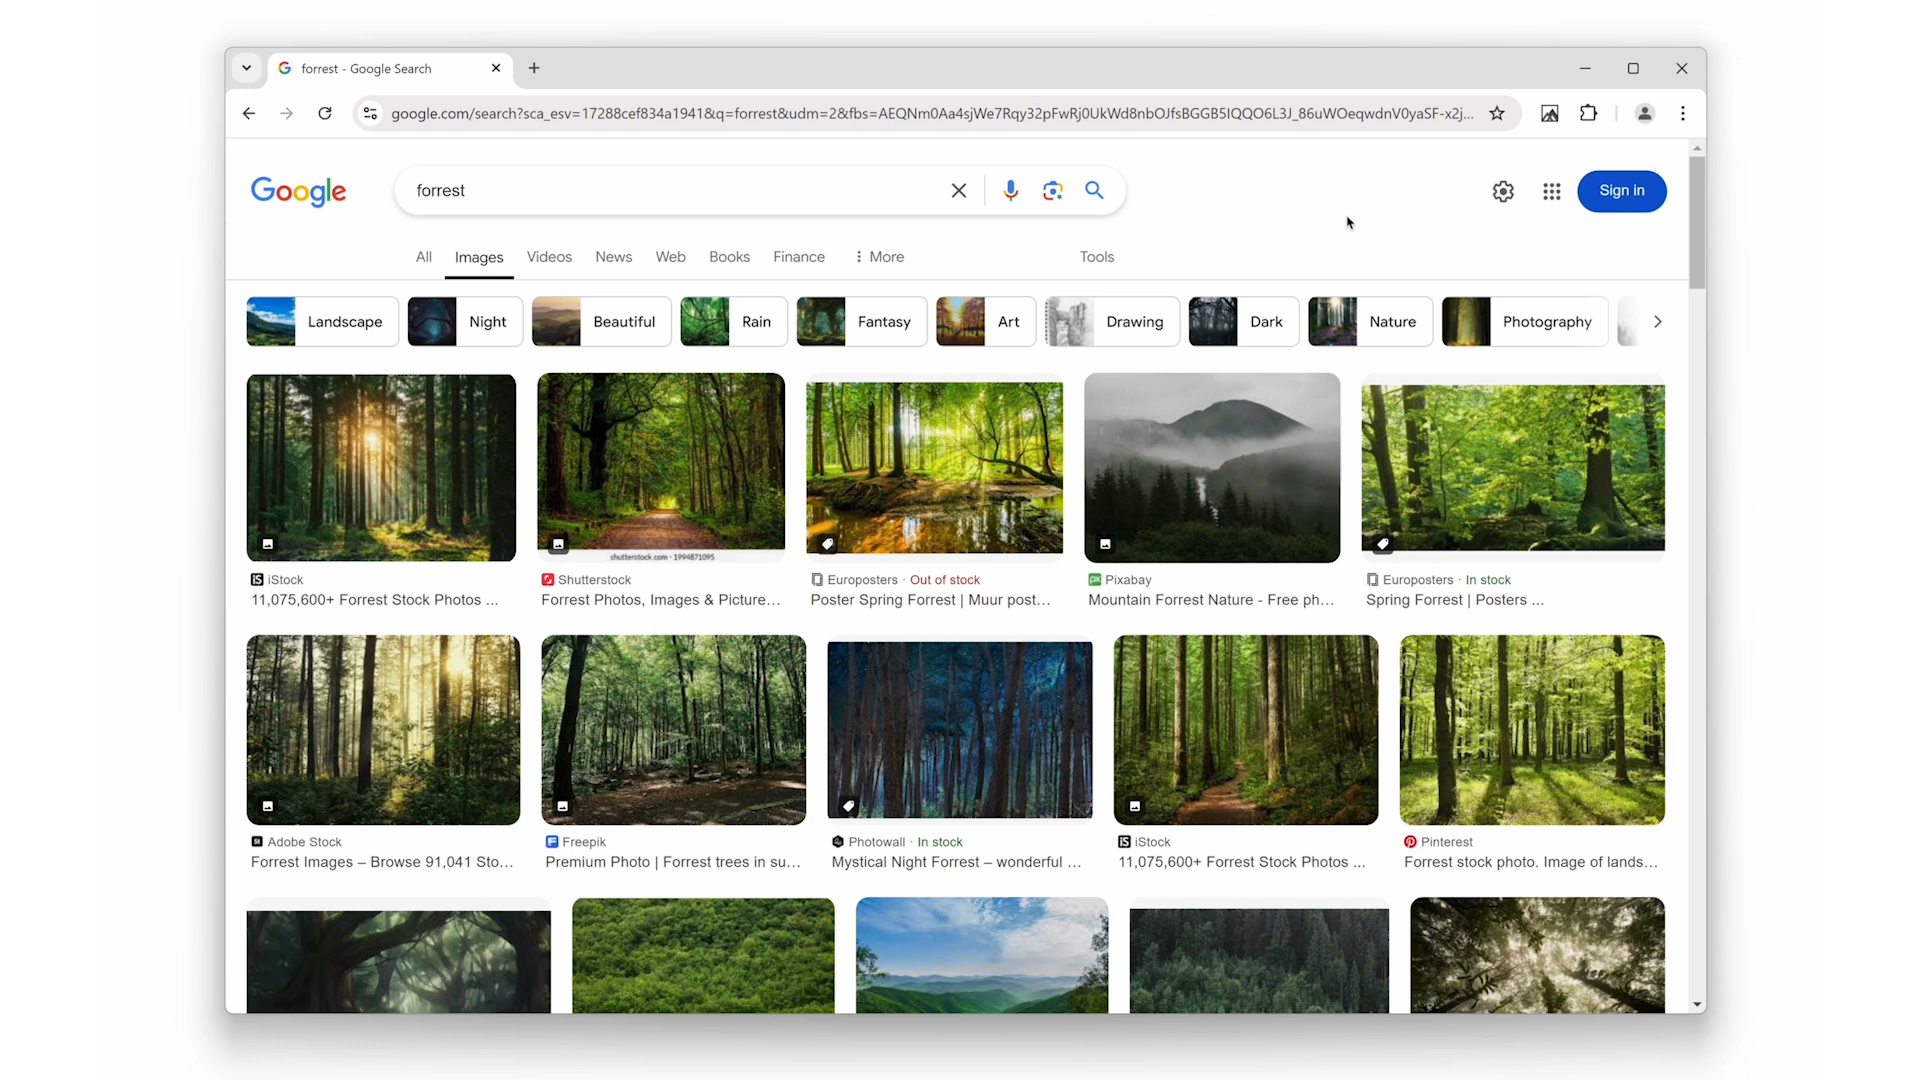 forrest - Google Search
google.com/search?sca_esv=17288cef834a1941&q=forrest&udm=2&fbs=AEQNm0Aa4sjWe7Rqy32pFwRj0UkWd8nbOJfsBGGB5IQQO6L3J_86uWOeqwdnV0yaSF-x2j...
Google
forrest
Sign in
All Images Videos News Web Books Finance More Tools
Landscape Night Beautiful Rain Fantasy Art Drawing Dark Nature Photography
shutterstock.com · 1994871095
iStock Shutterstock Europosters · Out of stock Pixabay Europosters · In stock
11,075,600+ Forrest Stock Photos ... Forrest Photos, Images & Picture... Poster Spring Forrest | Muur post... Mountain Forrest Nature - Free ph... Spring Forrest | Posters ...
Adobe Stock Freepik Photowall · In stock iStock Pinterest
Forrest Images – Browse 91,041 Sto... Premium Photo | Forrest trees in su... Mystical Night Forrest – wonderful ... 11,075,600+ Forrest Stock Photos ... Forrest stock photo. Image of lands...